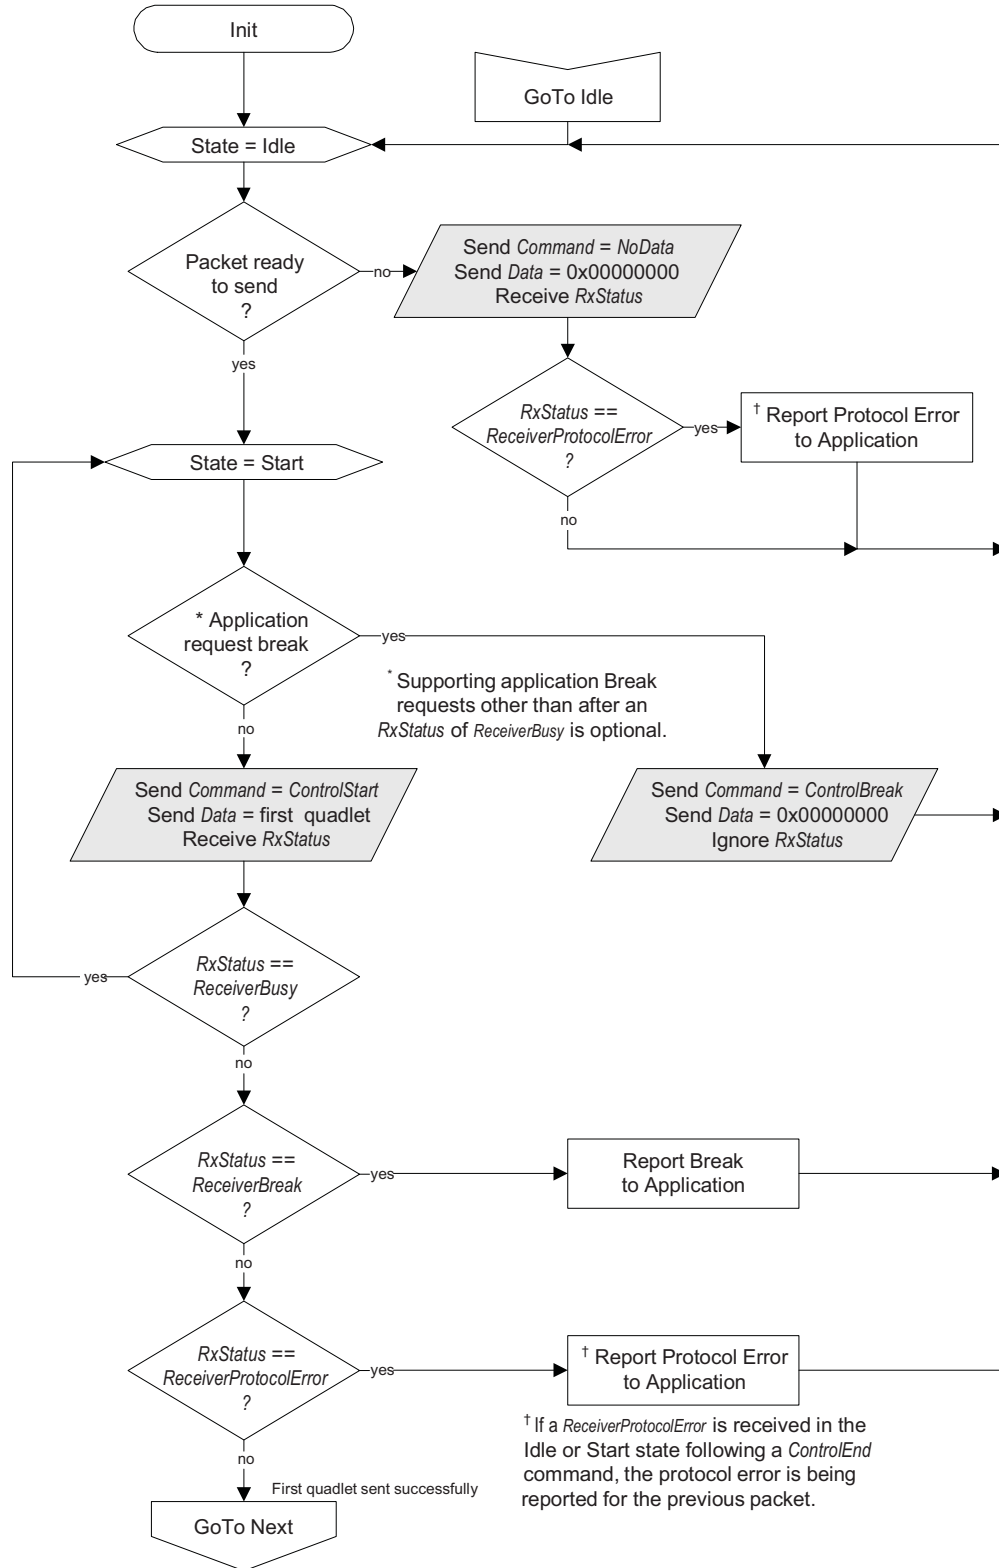 Init
GoTo Idle
State = Idle
Packet ready
to send
?
no
Send Command = NoData
Send Data = 0x00000000
Receive RxStatus
yes
RxStatus ==
ReceiverProtocolError
?
yes
† Report Protocol Error
to Application
no
State = Start
* Application
request break
?
yes
* Supporting application Break
requests other than after an
RxStatus of ReceiverBusy is optional.
no
Send Command = ControlStart
Send Data = first quadlet
Receive RxStatus
Send Command = ControlBreak
Send Data = 0x00000000
Ignore RxStatus
RxStatus ==
ReceiverBusy
?
yes
no
RxStatus ==
ReceiverBreak
?
yes
Report Break
to Application
no
RxStatus ==
ReceiverProtocolError
?
yes
† Report Protocol Error
to Application
† If a ReceiverProtocolError is received in the
Idle or Start state following a ControlEnd
command, the protocol error is being
reported for the previous packet.
no
First quadlet sent successfully
GoTo Next